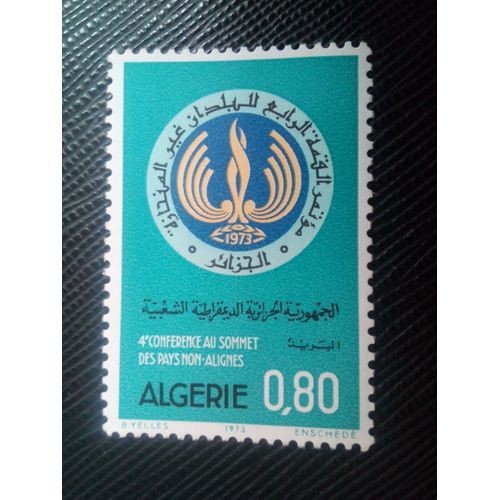 مؤتمر القمة الرابع للبلدان غير المنحازة
1973
الجزائر
الجمهورية الجزائرية الديمقراطية الشعبية
4e CONFERENCE AU SOMMET
البريد
DES PAYS NON-ALIGNES
ALGERIE 0,80
B. YELLES 1973 ENSCHEDÉ